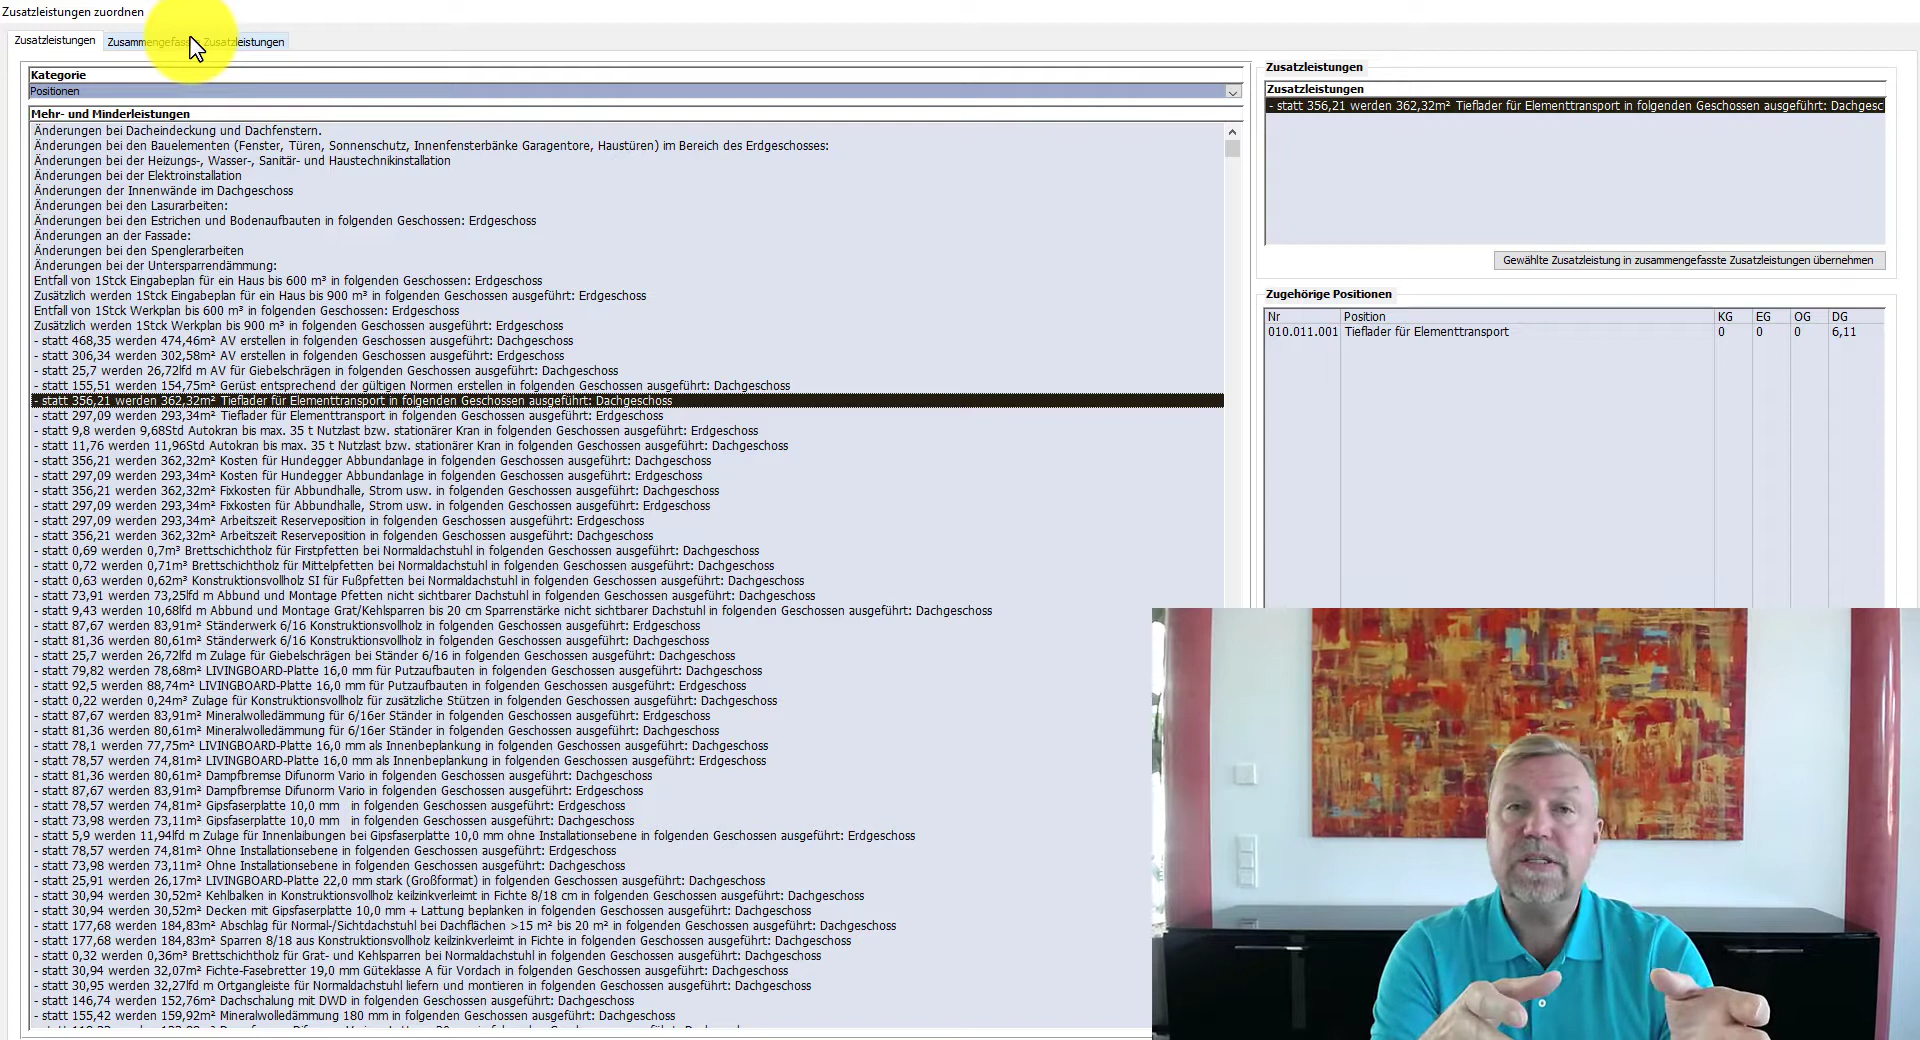 Zusatzleistungen zuordnen
Zusatzleistungen
Zusammengefasste Zusatzleistungen
Kategorie
Positionen
Mehr- und Minderleistungen
Änderungen bei Dacheindeckung und Dachfenstern.
Änderungen bei den Bauelementen (Fenster, Türen, Sonnenschutz, Innenfensterbänke Garagentore, Haustüren) im Bereich des Erdgeschosses:
Änderungen bei der Heizungs-, Wasser-, Sanitär- und Haustechnikinstallation
Änderungen bei der Elektroinstallation
Änderungen der Innenwände im Dachgeschoss
Änderungen bei den Lasurarbeiten:
Änderungen bei den Estrichen und Bodenaufbauten in folgenden Geschossen: Erdgeschoss
Änderungen an der Fassade:
Änderungen bei den Spenglerarbeiten
Änderungen bei der Untersparrendämmung:
Entfall von 1Stck Eingabeplan für ein Haus bis 600 m³ in folgenden Geschossen: Erdgeschoss
Zusätzlich werden 1Stck Eingabeplan für ein Haus bis 900 m³ in folgenden Geschossen ausgeführt: Erdgeschoss
Entfall von 1Stck Werkplan bis 600 m³ in folgenden Geschossen: Erdgeschoss
Zusätzlich werden 1Stck Werkplan bis 900 m³ in folgenden Geschossen ausgeführt: Erdgeschoss
- statt 468,35 werden 474,46m² AV erstellen in folgenden Geschossen ausgeführt: Dachgeschoss
- statt 306,34 werden 302,58m² AV erstellen in folgenden Geschossen ausgeführt: Erdgeschoss
- statt 25,7 werden 26,72lfd m AV für Giebelschrägen in folgenden Geschossen ausgeführt: Dachgeschoss
- statt 155,51 werden 154,75m² Gerüst entsprechend der gültigen Normen erstellen in folgenden Geschossen ausgeführt: Dachgeschoss
- statt 356,21 werden 362,32m² Tieflader für Elementtransport in folgenden Geschossen ausgeführt: Dachgeschoss
- statt 297,09 werden 293,34m² Tieflader für Elementtransport in folgenden Geschossen ausgeführt: Erdgeschoss
- statt 9,8 werden 9,68Std Autokran bis max. 35 t Nutzlast bzw. stationärer Kran in folgenden Geschossen ausgeführt: Erdgeschoss
- statt 11,76 werden 11,96Std Autokran bis max. 35 t Nutzlast bzw. stationärer Kran in folgenden Geschossen ausgeführt: Dachgeschoss
- statt 356,21 werden 362,32m² Kosten für Hundegger Abbundanlage in folgenden Geschossen ausgeführt: Dachgeschoss
- statt 297,09 werden 293,34m² Kosten für Hundegger Abbundanlage in folgenden Geschossen ausgeführt: Erdgeschoss
- statt 356,21 werden 362,32m² Fixkosten für Abbundhalle, Strom usw. in folgenden Geschossen ausgeführt: Dachgeschoss
- statt 297,09 werden 293,34m² Fixkosten für Abbundhalle, Strom usw. in folgenden Geschossen ausgeführt: Erdgeschoss
- statt 297,09 werden 293,34m² Arbeitszeit Reserveposition in folgenden Geschossen ausgeführt: Erdgeschoss
- statt 356,21 werden 362,32m² Arbeitszeit Reserveposition in folgenden Geschossen ausgeführt: Dachgeschoss
- statt 0,69 werden 0,7m³ Brettschichtholz für Firstpfetten bei Normaldachstuhl in folgenden Geschossen ausgeführt: Dachgeschoss
- statt 0,72 werden 0,71m³ Brettschichtholz für Mittelpfetten bei Normaldachstuhl in folgenden Geschossen ausgeführt: Dachgeschoss
- statt 0,63 werden 0,62m³ Konstruktionsvollholz SI für Fußpfetten bei Normaldachstuhl in folgenden Geschossen ausgeführt: Dachgeschoss
- statt 73,91 werden 73,25lfd m Abbund und Montage Pfetten nicht sichtbarer Dachstuhl in folgenden Geschossen ausgeführt: Dachgeschoss
- statt 9,43 werden 10,68lfd m Abbund und Montage Grat/Kehlsparren bis 20 cm Sparrenstärke nicht sichtbarer Dachstuhl in folgenden Geschossen ausgeführt: Dachgeschoss
- statt 87,67 werden 83,91m² Ständerwerk 6/16 Konstruktionsvollholz in folgenden Geschossen ausgeführt: Erdgeschoss
- statt 81,36 werden 80,61m² Ständerwerk 6/16 Konstruktionsvollholz in folgenden Geschossen ausgeführt: Dachgeschoss
- statt 25,7 werden 26,72lfd m Zulage für Giebelschrägen bei Ständer 6/16 in folgenden Geschossen ausgeführt: Dachgeschoss
- statt 79,82 werden 78,68m² LIVINGBOARD-Platte 16,0 mm für Putzaufbauten in folgenden Geschossen ausgeführt: Dachgeschoss
- statt 92,5 werden 88,74m² LIVINGBOARD-Platte 16,0 mm für Putzaufbauten in folgenden Geschossen ausgeführt: Erdgeschoss
- statt 0,22 werden 0,24m³ Zulage für Konstruktionsvollholz für zusätzliche Stützen in folgenden Geschossen ausgeführt: Dachgeschoss
- statt 87,67 werden 83,91m² Mineralwolledämmung für 6/16er Ständer in folgenden Geschossen ausgeführt: Erdgeschoss
- statt 81,36 werden 80,61m² Mineralwolledämmung für 6/16er Ständer in folgenden Geschossen ausgeführt: Dachgeschoss
- statt 78,1 werden 77,75m² LIVINGBOARD-Platte 16,0 mm als Innenbeplankung in folgenden Geschossen ausgeführt: Dachgeschoss
- statt 78,57 werden 74,81m² LIVINGBOARD-Platte 16,0 mm als Innenbeplankung in folgenden Geschossen ausgeführt: Erdgeschoss
- statt 81,36 werden 80,61m² Dampfbremse Difunorm Vario in folgenden Geschossen ausgeführt: Dachgeschoss
- statt 87,67 werden 83,91m² Dampfbremse Difunorm Vario in folgenden Geschossen ausgeführt: Erdgeschoss
- statt 78,57 werden 74,81m² Gipsfaserplatte 10,0 mm in folgenden Geschossen ausgeführt: Erdgeschoss
- statt 73,98 werden 73,11m² Gipsfaserplatte 10,0 mm in folgenden Geschossen ausgeführt: Dachgeschoss
- statt 5,9 werden 11,94lfd m Zulage für Innenlaibungen bei Gipsfaserplatte 10,0 mm ohne Installationsebene in folgenden Geschossen ausgeführt: Erdgeschoss
- statt 78,57 werden 74,81m² Ohne Installationsebene in folgenden Geschossen ausgeführt: Erdgeschoss
- statt 73,98 werden 73,11m² Ohne Installationsebene in folgenden Geschossen ausgeführt: Dachgeschoss
- statt 25,91 werden 26,17m² LIVINGBOARD-Platte 22,0 mm stark (Großformat) in folgenden Geschossen ausgeführt: Dachgeschoss
- statt 30,94 werden 30,52m² Kehlbalken in Konstruktionsvollholz keilzinkverleimt in Fichte 8/18 cm in folgenden Geschossen ausgeführt: Dachgeschoss
- statt 30,94 werden 30,52m² Decken mit Gipsfaserplatte 10,0 mm + Lattung beplanken in folgenden Geschossen ausgeführt: Dachgeschoss
- statt 177,68 werden 184,83m² Abschlag für Normal-/Sichtdachstuhl bei Dachflächen >15 m² bis 20 m² in folgenden Geschossen ausgeführt: Dachgeschoss
- statt 177,68 werden 184,83m² Sparren 8/18 aus Konstruktionsvollholz keilzinkverleimt in Fichte in folgenden Geschossen ausgeführt: Dachgeschoss
- statt 0,32 werden 0,36m³ Brettschichtholz für Grat- und Kehlsparren bei Normaldachstuhl in folgenden Geschossen ausgeführt: Dachgeschoss
- statt 30,94 werden 32,07m² Fichte-Fasebretter 19,0 mm Güteklasse A für Vordach in folgenden Geschossen ausgeführt: Dachgeschoss
- statt 30,95 werden 32,27lfd m Ortgangleiste für Normaldachstuhl liefern und montieren in folgenden Geschossen ausgeführt: Dachgeschoss
- statt 146,74 werden 152,76m² Dachschalung mit DWD in folgenden Geschossen ausgeführt: Dachgeschoss
- statt 155,42 werden 159,92m² Mineralwolledämmung 180 mm in folgenden Geschossen ausgeführt: Dachgeschoss
Zusatzleistungen
Zusatzleistungen
- statt 356,21 werden 362,32m² Tieflader für Elementtransport in folgenden Geschossen ausgeführt: Dachgesc
Gewählte Zusatzleistung in zusammengefasste Zusatzleistungen übernehmen
Zugehörige Positionen
Nr Position KG EG OG DG
010.011.001 Tieflader für Elementtransport 0 0 0 6,11